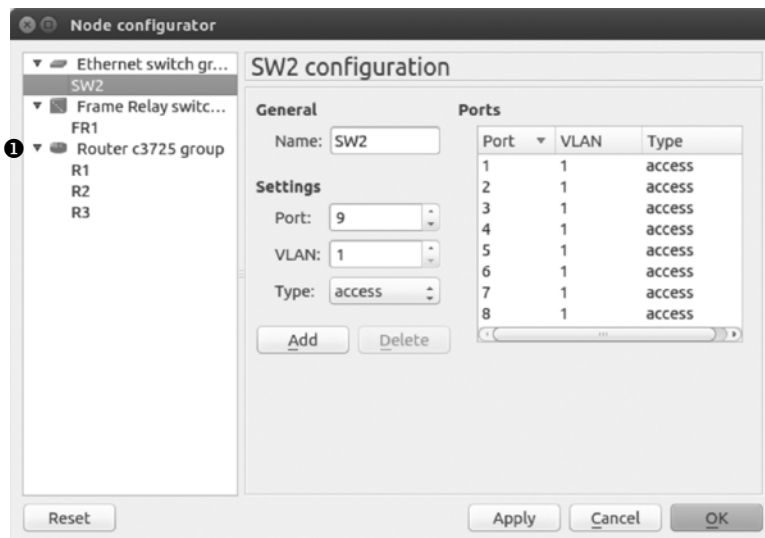 Node configurator
Ethernet switch gr...
SW2
Frame Relay switc...
FR1
❶
Router c3725 group
R1
R2
R3
SW2 configuration
General
Name: SW2
Settings
Port: 9
VLAN: 1
Type: access
Add Delete
Ports
Port VLAN Type
1 1 access
2 1 access
3 1 access
4 1 access
5 1 access
6 1 access
7 1 access
8 1 access
Reset Apply Cancel OK